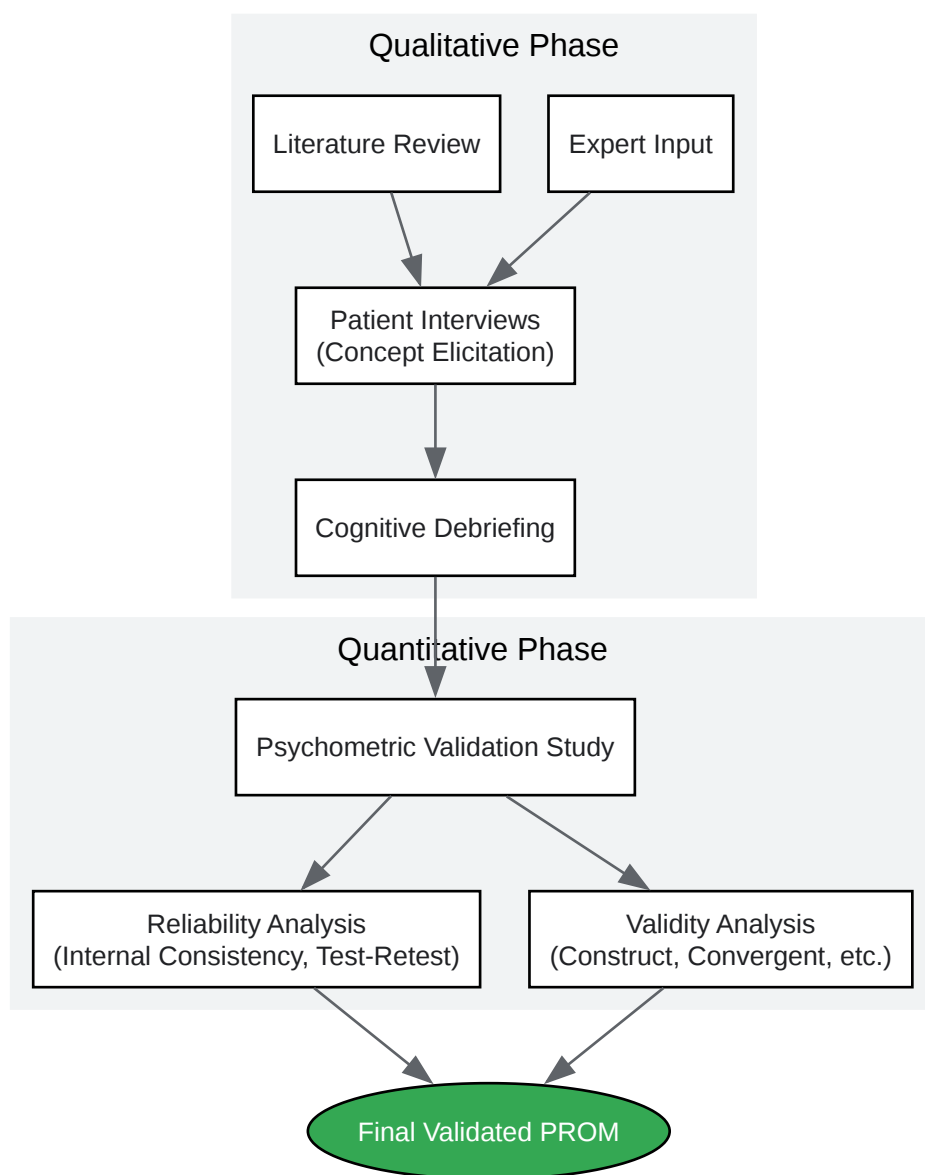 Qualitative Phase
Literature Review
Expert Input
Patient Interviews
(Concept Elicitation)
Cognitive Debriefing
Quantitative Phase
Psychometric Validation Study
Reliability Analysis
(Internal Consistency, Test-Retest)
Validity Analysis
(Construct, Convergent, etc.)
Final Validated PROM